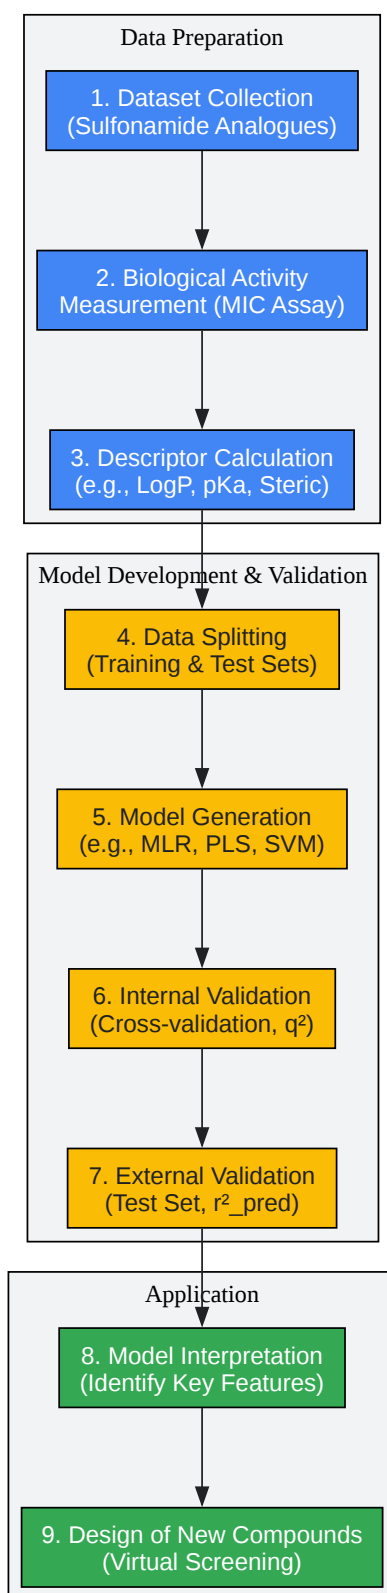 Data Preparation
1. Dataset Collection
(Sulfonamide Analogues)
2. Biological Activity
Measurement (MIC Assay)
3. Descriptor Calculation
(e.g., LogP, pKa, Steric)
Model Development & Validation
4. Data Splitting
(Training & Test Sets)
5. Model Generation
(e.g., MLR, PLS, SVM)
6. Internal Validation
(Cross-validation, q²)
7. External Validation
(Test Set, r²_pred)
Application
8. Model Interpretation
(Identify Key Features)
9. Design of New Compounds
(Virtual Screening)